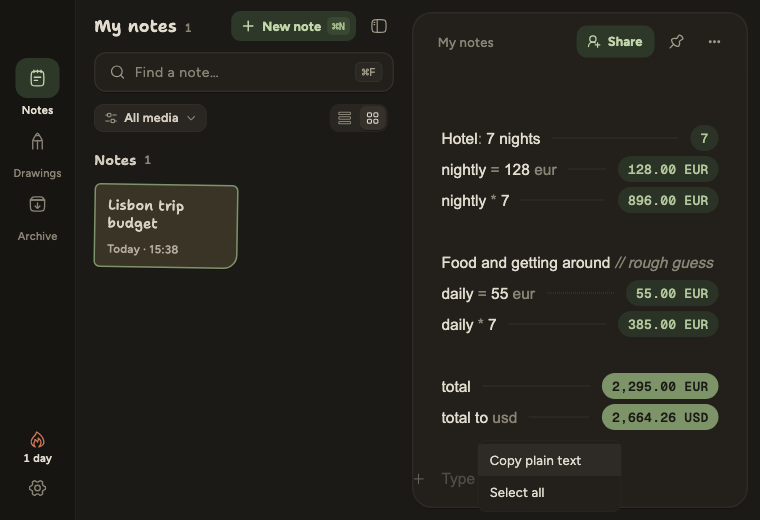 My notes 1
+ New note ⌘N
Find a note... ⌘F
All media
Notes
Drawings
Archive
1 day
Notes 1
Lisbon trip
budget
Today · 15:38
My notes
Share
Hotel: 7 nights 7
nightly = 128 eur 128.00 EUR
nightly * 7 896.00 EUR
Food and getting around // rough guess
daily = 55 eur 55.00 EUR
daily * 7 385.00 EUR
total 2,295.00 EUR
total to usd 2,664.26 USD
+ Type
Copy plain text
Select all